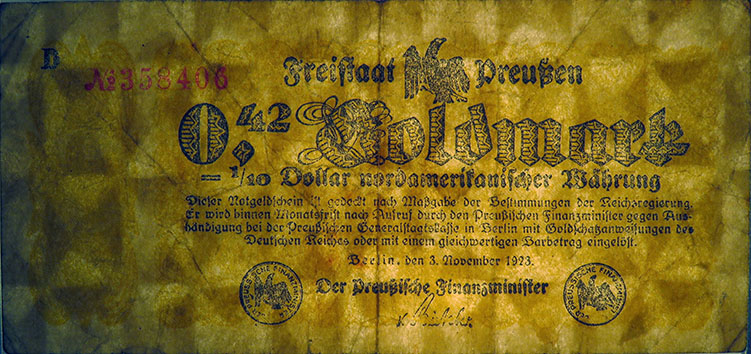 D
№358406
Freistaat Preußen
0,42 Goldmark
= 1/10 Dollar nordamerikanischer Währung
Dieser Notgeldschein ist gedeckt nach Maßgabe der Bestimmungen der Reichsregierung.
Er wird binnen Monatsfrist nach Aufruf durch den Preußischen Finanzminister gegen Aus-
händigung bei der Preußischen Generalstaatskasse in Berlin mit Goldschatzanweisungen des
Deutschen Reiches oder mit einem gleichwertigen Barbetrag eingelöst.
Berlin, den 3. November 1923.
Der Preußische Finanzminister